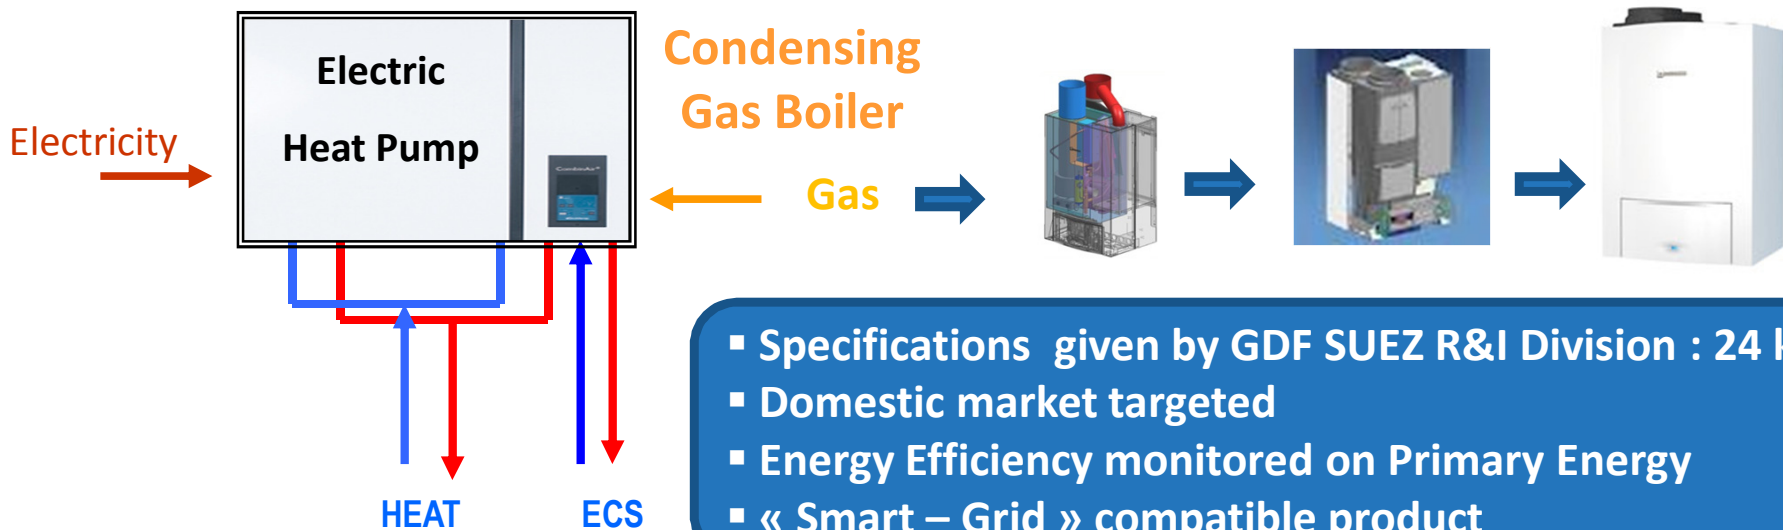 Electric
Heat Pump
Condensing
Gas Boiler
Electricity
Gas
HEAT
ECS
▪ Specifications given by GDF SUEZ R&I Division : 24 k
▪ Domestic market targeted
▪ Energy Efficiency monitored on Primary Energy
▪ « Smart – Grid » compatible product